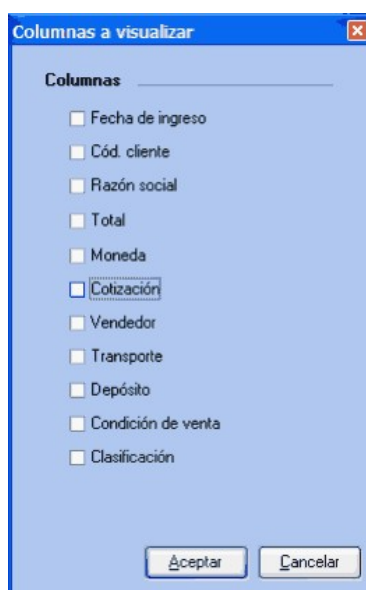 Columnas a visualizar
Columnas
Fecha de ingreso
Cód. cliente
Razón social
Total
Moneda
Cotización
Vendedor
Transporte
Depósito
Condición de venta
Clasificación
Aceptar Cancelar